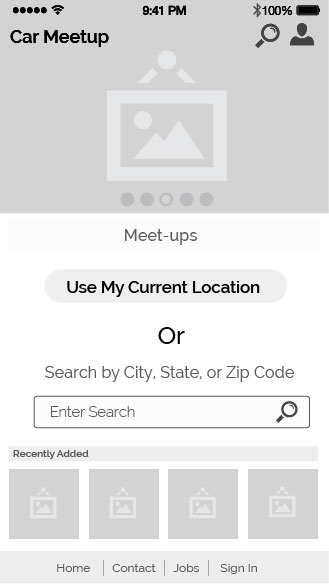 9:41 PM 100%
Car Meetup
Meet-ups
Use My Current Location
Or
Search by City, State, or Zip Code
Enter Search
Recently Added
Home | Contact | Jobs | Sign In